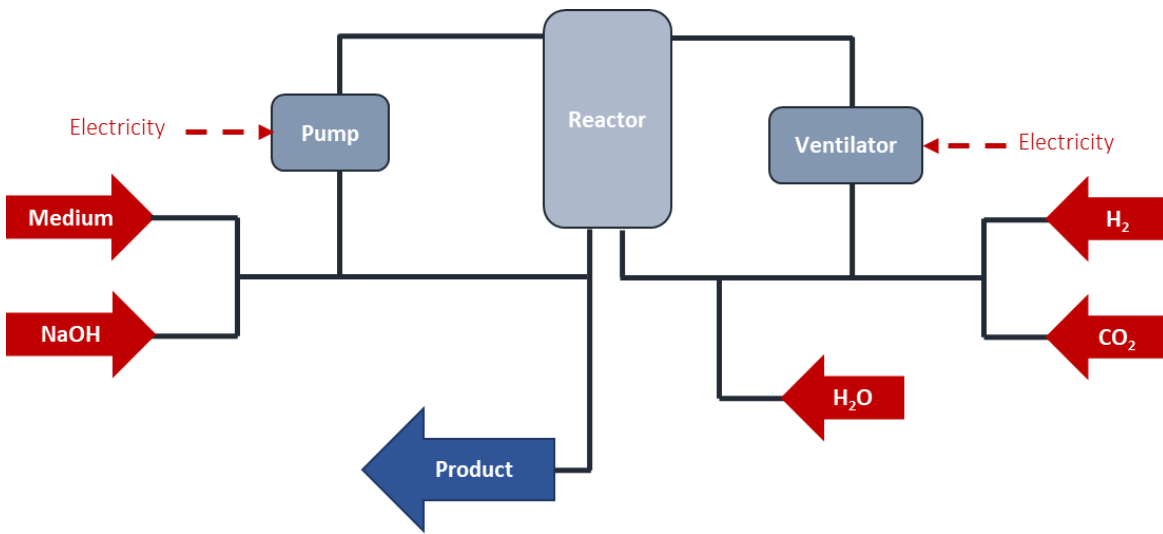 Reactor
Electricity
Pump
Ventilator
Electricity
Medium
H₂
NaOH
CO₂
H₂O
Product